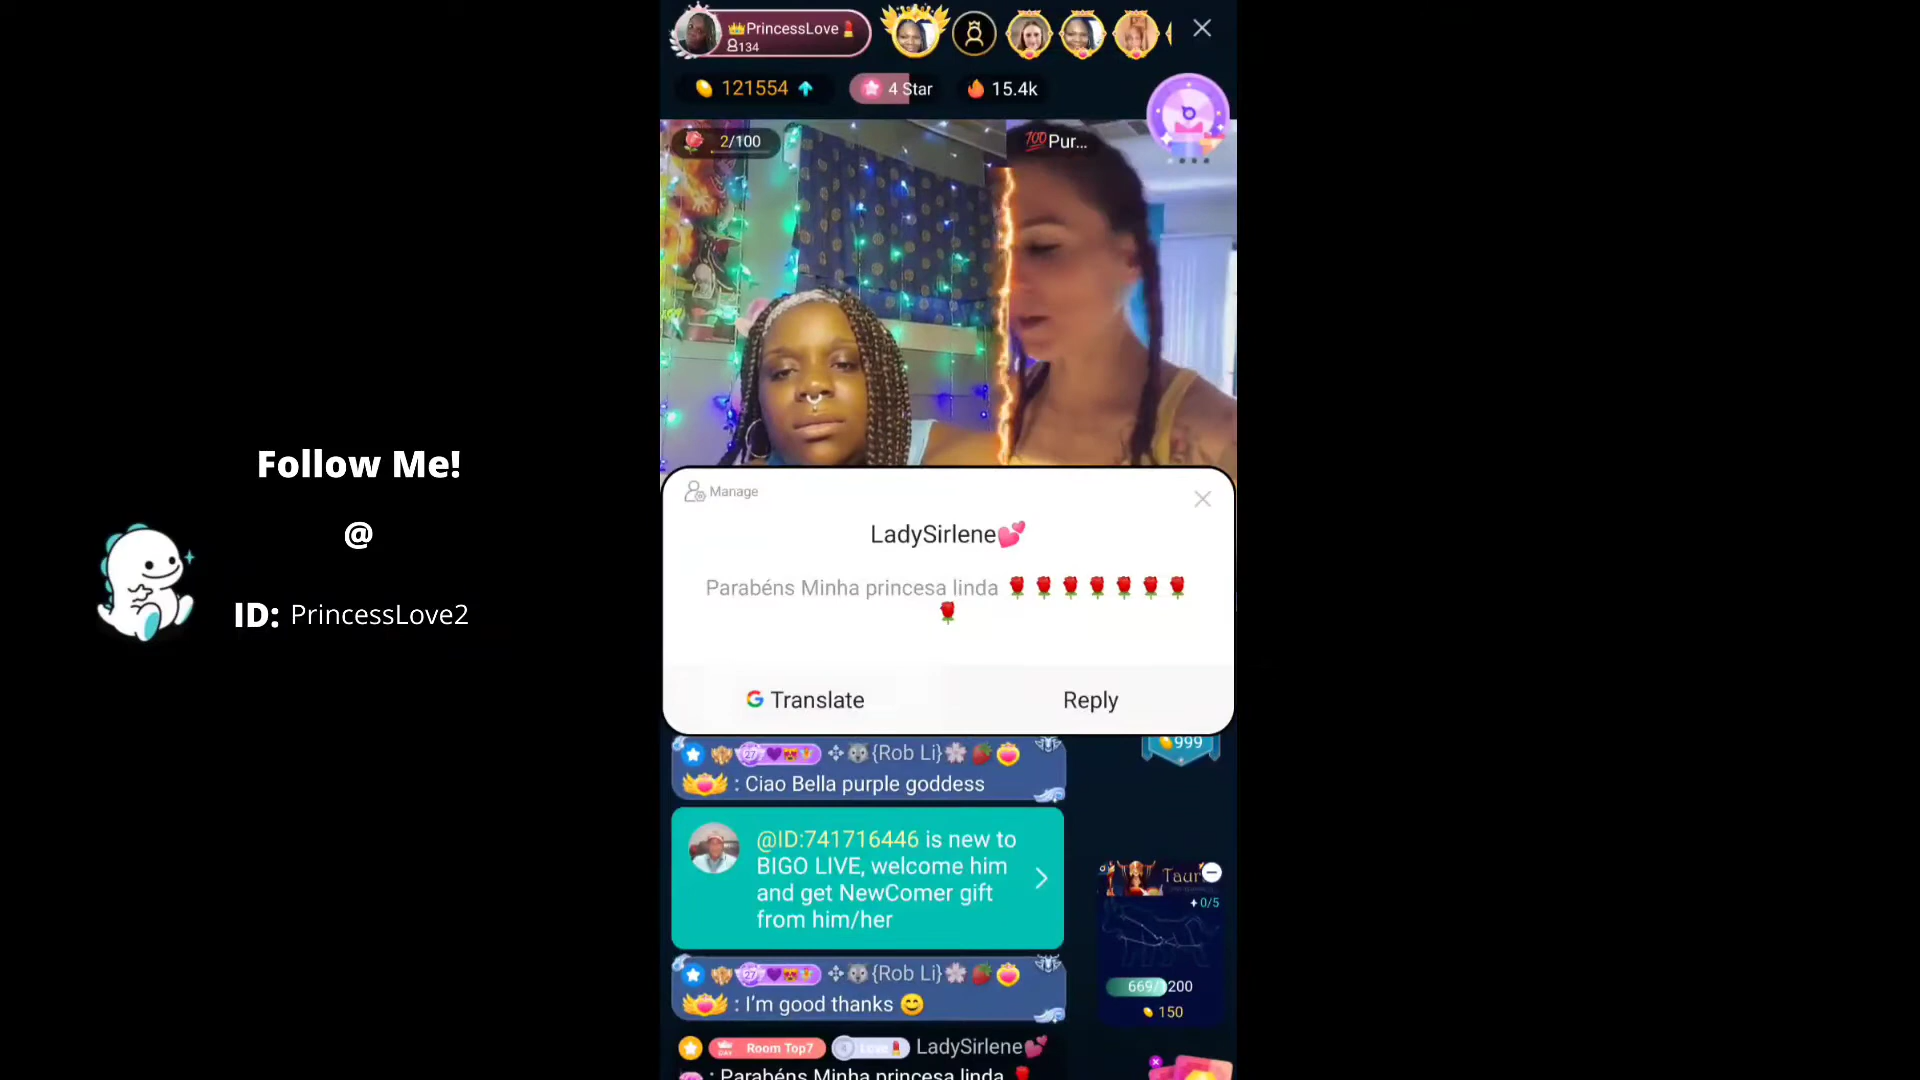 👑PrincessLove💄
134
121554
4 Star
15.4k
2/100
💯Pur...
Follow Me!
@
ID: PrincessLove2
Manage
LadySirlene💕
Parabéns Minha princesa linda 🌹🌹🌹🌹🌹🌹🌹
🌹
Translate
Reply
999
27 {Rob Li}🌸🍓
: Ciao Bella purple goddess
@ID:741716446 is new to
BIGO LIVE, welcome him
and get NewComer gift
from him/her
Taur
0/5
27 {Rob Li}🌸🍓
: I'm good thanks 😊
669/1200
150
Room Top7 LadySirlene💕
: Parabéns Minha princesa linda 🌹